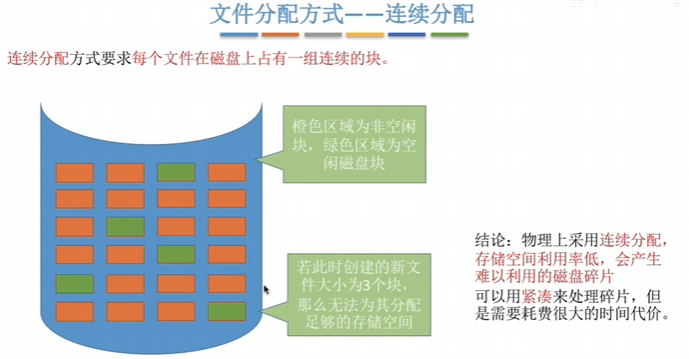 文件分配方式——连续分配
连续分配方式要求每个文件在磁盘上占有一组连续的块。
橙色区域为非空闲
块，绿色区域为空
闲磁盘块
若此时创建的新文
件大小为3个块，
那么无法为其分配
足够的存储空间
结论：物理上采用连续分配，
存储空间利用率低，会产生
难以利用的磁盘碎片
可以用紧凑来处理碎片，但
是需要耗费很大的时间代价。